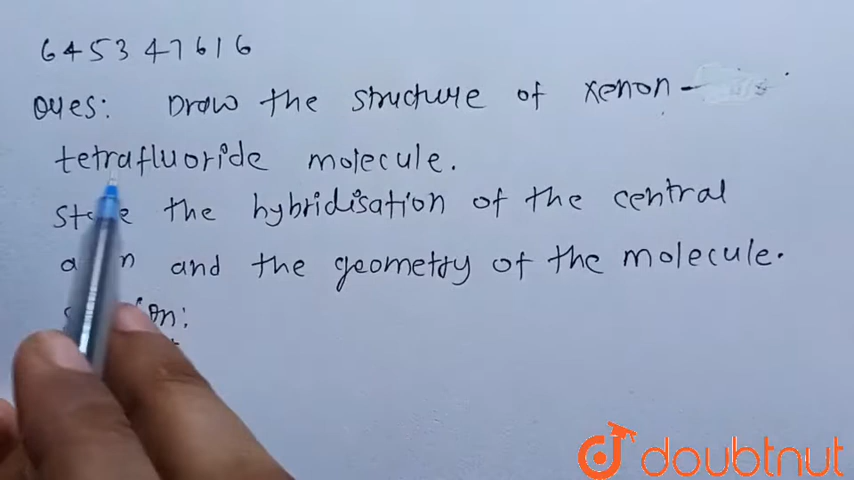 645347616
Ques: Draw the structure of xenon-
tetrafluoride molecule.
the hybridisation of the central
and the geometry of the molecule.
doubtnut